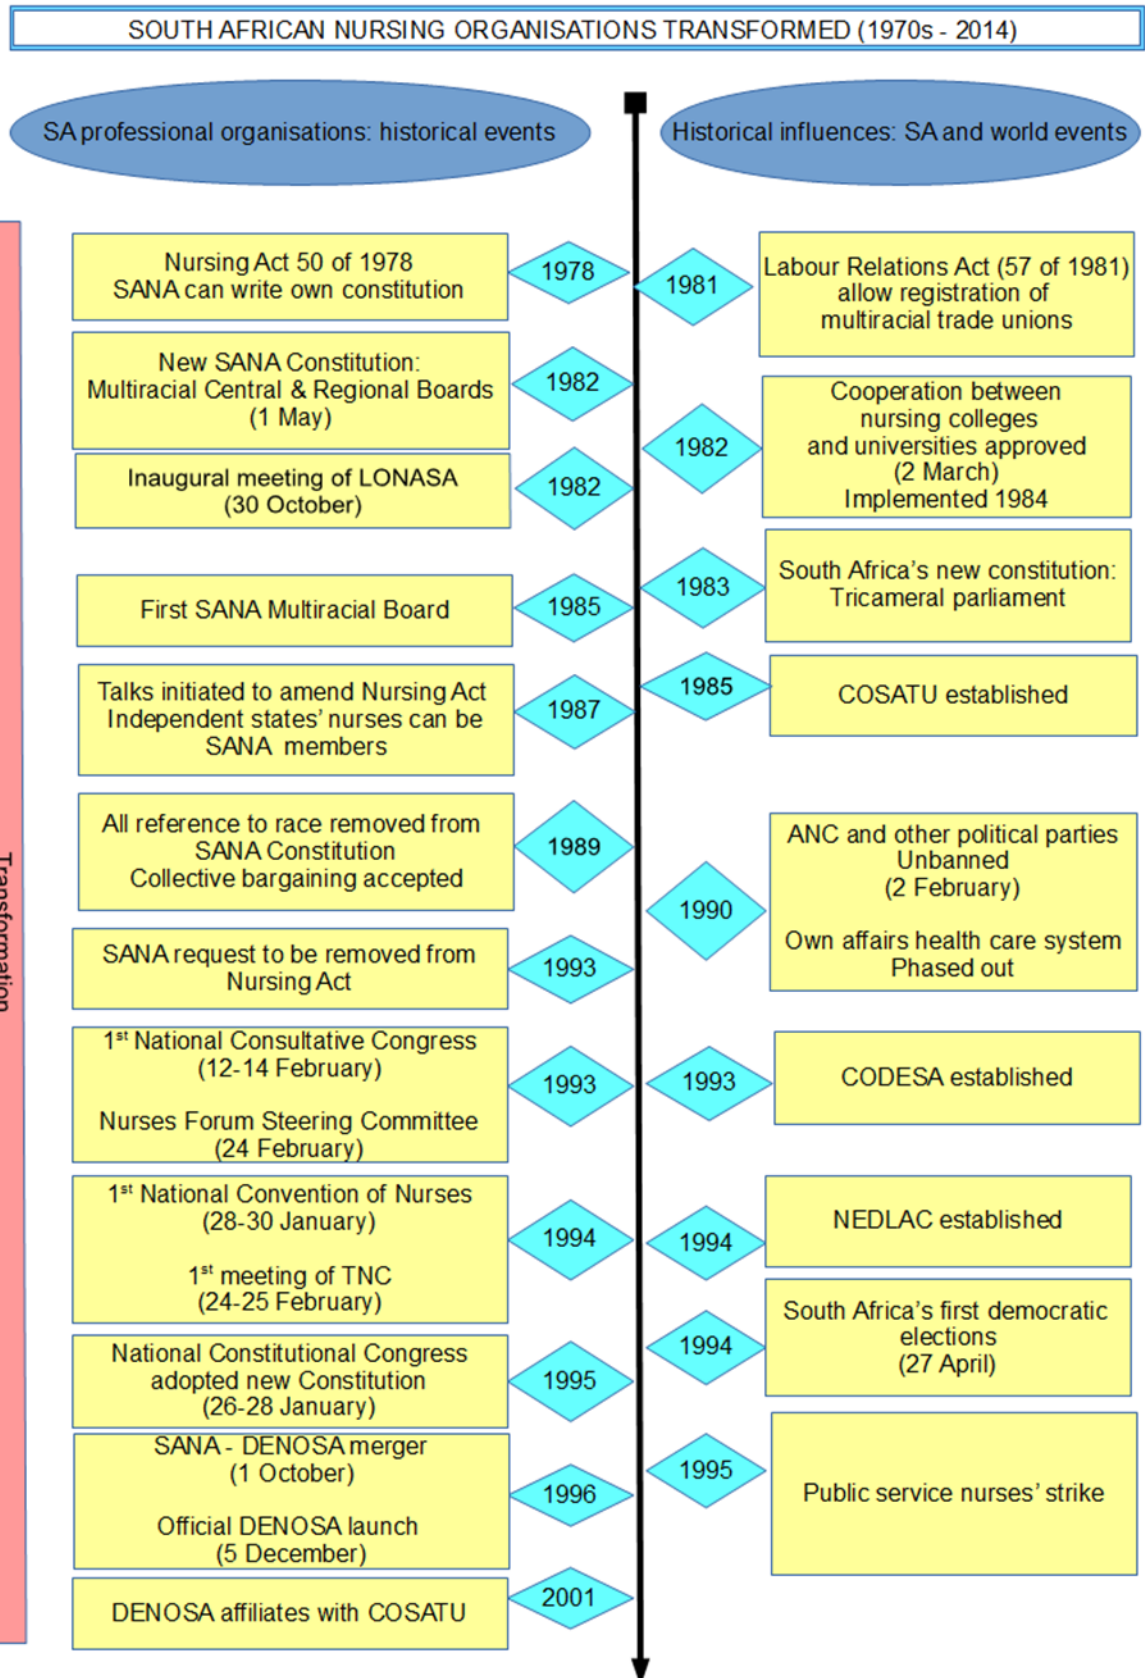 SOUTH AFRICAN NURSING ORGANISATIONS TRANSFORMED (1970s - 2014)
SA professional organisations: historical events
Historical influences: SA and world events
Transformation
Nursing Act 50 of 1978
SANA can write own constitution
1978
1981
Labour Relations Act (57 of 1981)
allow registration of
multiracial trade unions
New SANA Constitution:
Multiracial Central & Regional Boards
(1 May)
1982
1982
Cooperation between
nursing colleges
and universities approved
(2 March)
Implemented 1984
Inaugural meeting of LONASA
(30 October)
1982
1983
South Africa's new constitution:
Tricameral parliament
First SANA Multiracial Board
1985
1985
COSATU established
Talks initiated to amend Nursing Act
Independent states' nurses can be
SANA members
1987
All reference to race removed from
SANA Constitution
Collective bargaining accepted
1989
1990
ANC and other political parties
Unbanned
(2 February)
Own affairs health care system
Phased out
SANA request to be removed from
Nursing Act
1993
1st National Consultative Congress
(12-14 February)
Nurses Forum Steering Committee
(24 February)
1993
1993
CODESA established
1st National Convention of Nurses
(28-30 January)
1st meeting of TNC
(24-25 February)
1994
1994
NEDLAC established
1994
South Africa's first democratic
elections
(27 April)
National Constitutional Congress
adopted new Constitution
(26-28 January)
1995
1995
Public service nurses' strike
SANA - DENOSA merger
(1 October)
Official DENOSA launch
(5 December)
1996
DENOSA affiliates with COSATU
2001